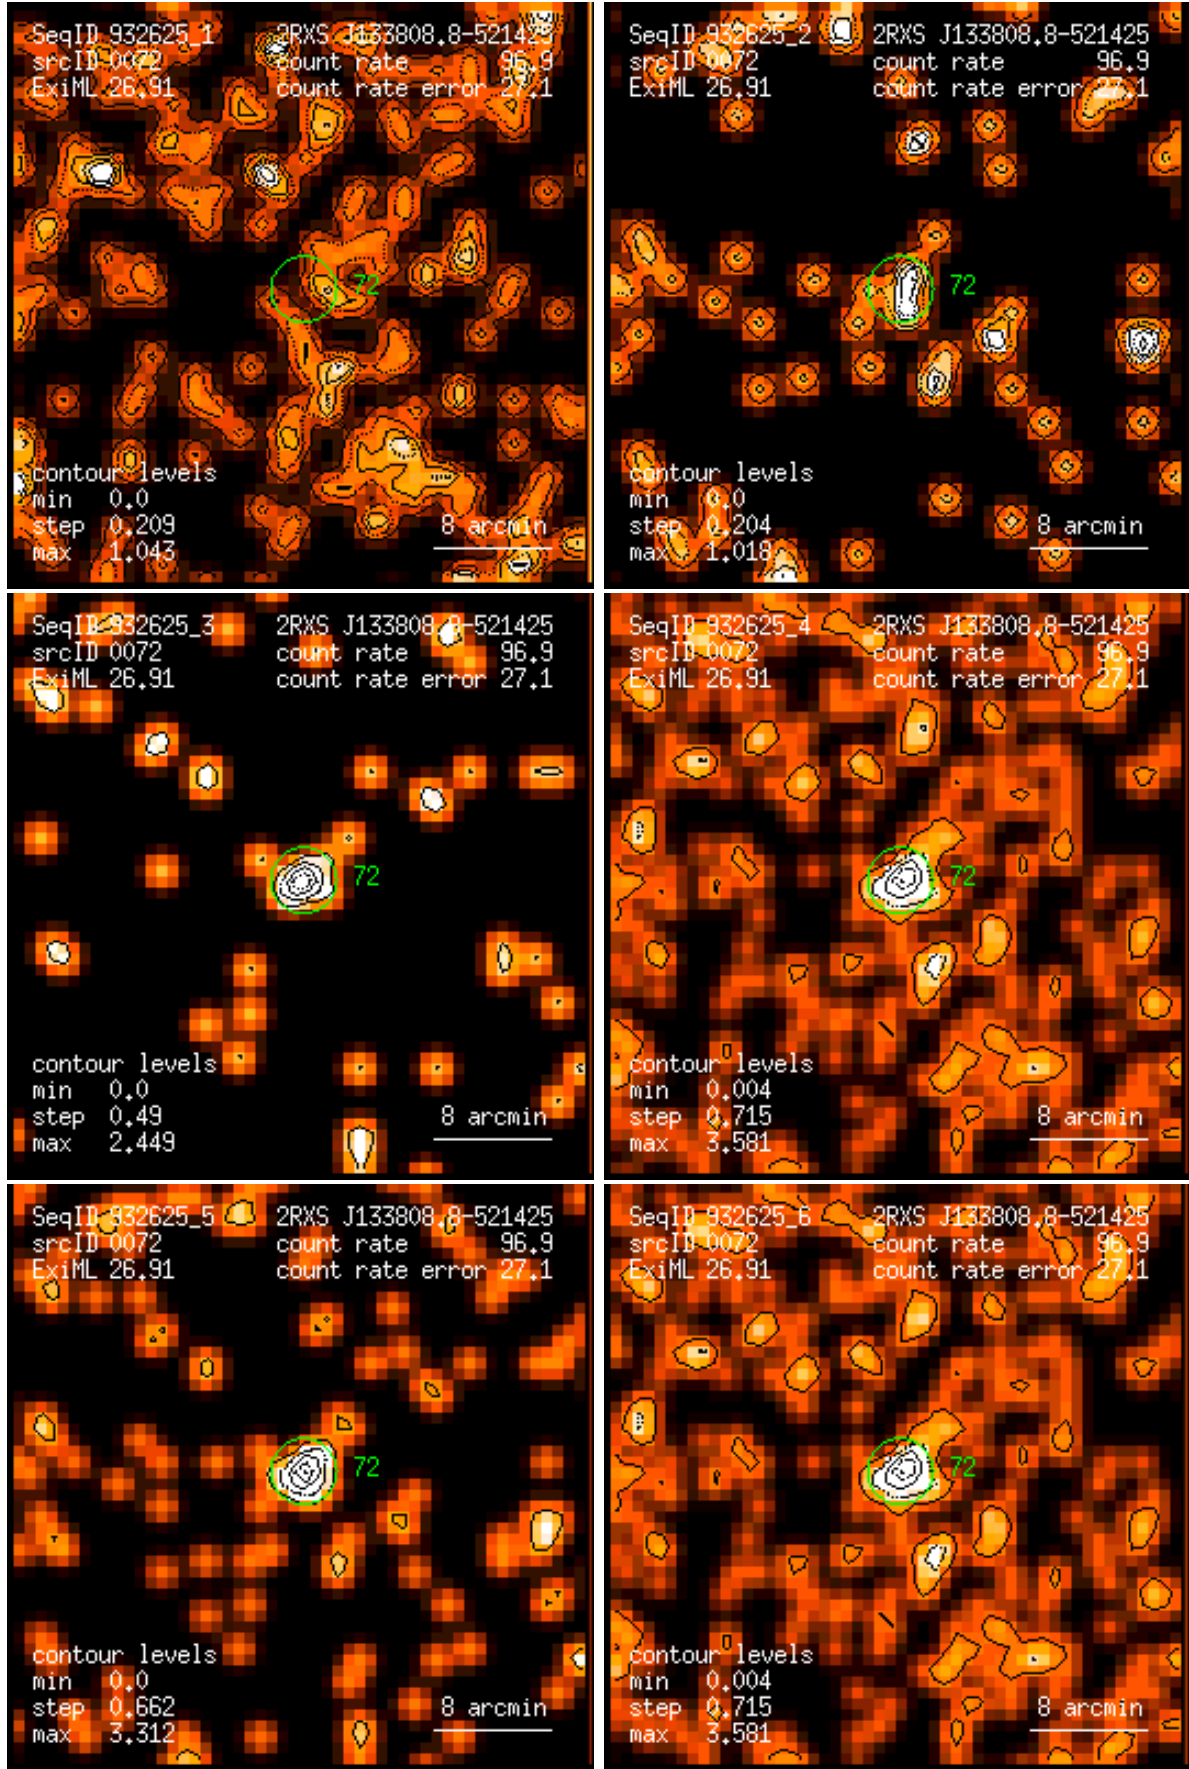 SeqID 932625_1 2RXS J133808.8-521425
srcID 0072 count rate 96.9
ExiML 26.91 count rate error 27.1
72
contour levels
min 0.0
step 0.209 8 arcmin
max 1.043
SeqID 932625_2 2RXS J133808.8-521425
srcID 0072 count rate 96.9
ExiML 26.91 count rate error 27.1
72
contour levels
min 0.0
step 0.204 8 arcmin
max 1.018
SeqID 932625_3 2RXS J133808.8-521425
srcID 0072 count rate 96.9
ExiML 26.91 count rate error 27.1
72
contour levels
min 0.0
step 0.49 8 arcmin
max 2.449
SeqID 932625_4 2RXS J133808.8-521425
srcID 0072 count rate 96.9
ExiML 26.91 count rate error 27.1
72
contour levels
min 0.004
step 0.715 8 arcmin
max 3.581
SeqID 932625_5 2RXS J133808.8-521425
srcID 0072 count rate 96.9
ExiML 26.91 count rate error 27.1
72
contour levels
min 0.0
step 0.662 8 arcmin
max 3.312
SeqID 932625_6 2RXS J133808.8-521425
srcID 0072 count rate 96.9
ExiML 26.91 count rate error 27.1
72
contour levels
min 0.004
step 0.715 8 arcmin
max 3.581